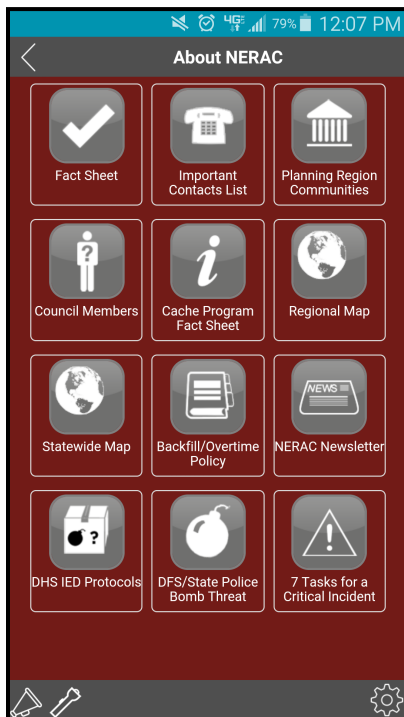 4G 79% 12:07 PM
About NERAC
Fact Sheet
Important
Contacts List
Planning Region
Communities
?
Council Members
i
Cache Program
Fact Sheet
Regional Map
Statewide Map
Backfill/Overtime
Policy
NEWS
NERAC Newsletter
?
DHS IED Protocols
DFS/State Police
Bomb Threat
!
7 Tasks for a
Critical Incident